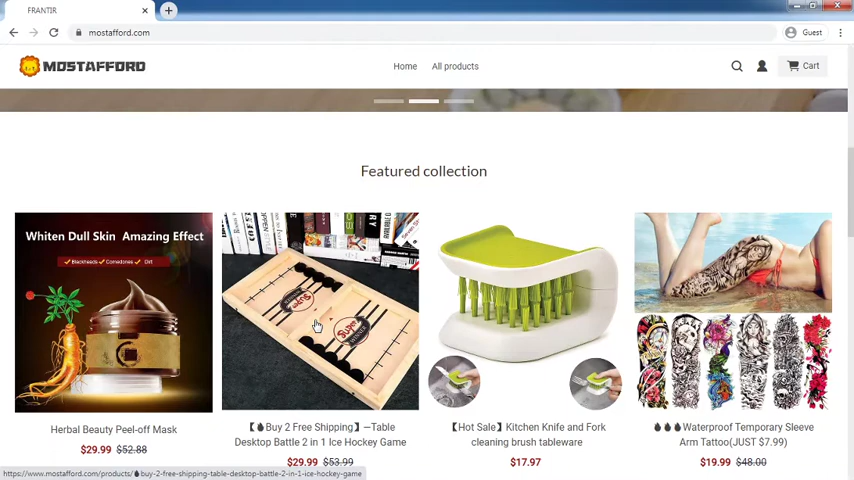 FRANTIR
mostafford.com
Guest
MOSTAFFORD
Home
All products
Cart
Featured collection
Whiten Dull Skin Amazing Effect
Blackheads Comedones Dirt
SUPER
WINNER
Herbal Beauty Peel-off Mask
$29.99 $52.88
【💧Buy 2 Free Shipping】—Table
Desktop Battle 2 in 1 Ice Hockey Game
$29.99 $53.99
【Hot Sale】Kitchen Knife and Fork
cleaning brush tableware
$17.97
💧💧💧Waterproof Temporary Sleeve
Arm Tattoo(JUST $7.99)
$19.99 $48.00
https://www.mostafford.com/products/💧buy-2-free-shipping-table-desktop-battle-2-in-1-ice-hockey-game